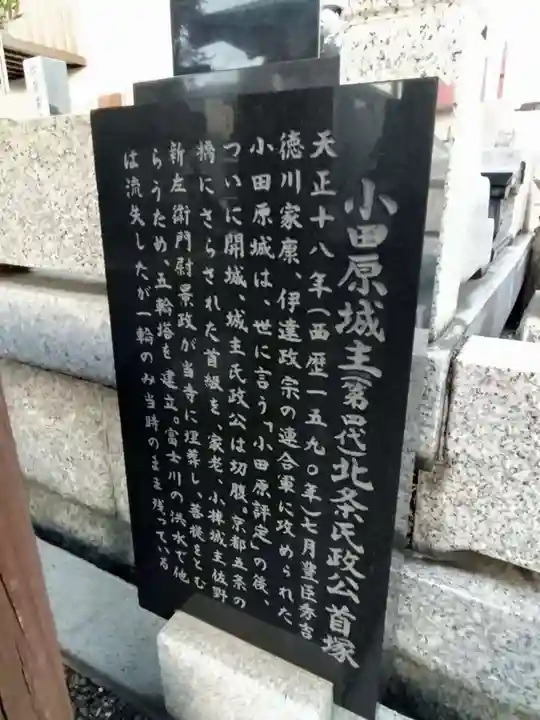 小田原城主(第四代)北条氏政公首塚
天正十八年(西歴一五九〇年)七月豊臣秀吉
徳川家康、伊達政宗の連合軍に攻められた
小田原城は、世に言う「小田原評定」の後、
ついに開城、城主氏政公は切腹。京都五条の
橋にさらされた首級を、家老、小棒城主佐野
新左衛門尉景政が当寺に埋葬し、菩提をとむ
らうため、五輪塔を建立。富士川の洪水で他
は流失したが一輪のみ当時のまま残っている